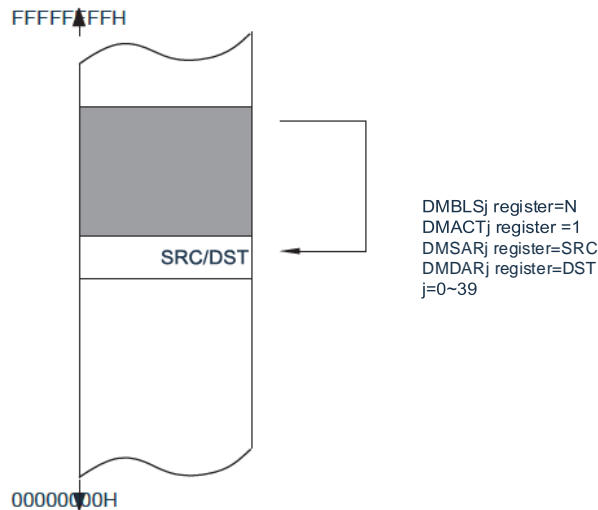 FFFFFFFFH
SRC/DST
DMBLSj register=N
DMACTj register =1
DMSARj register=SRC
DMDARj register=DST
j=0~39
00000000H